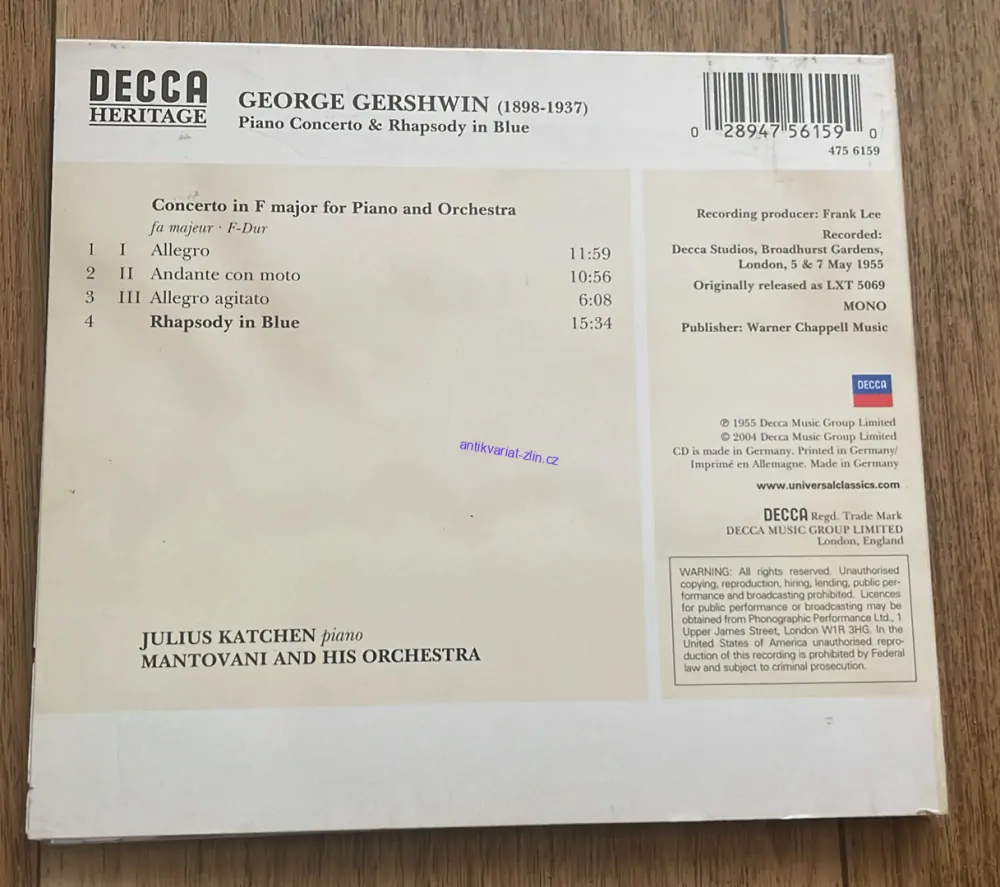 DECCA
HERITAGE
GEORGE GERSHWIN (1898-1937)
Piano Concerto & Rhapsody in Blue
0 28947 56159 0
475 6159
Concerto in F major for Piano and Orchestra
fa majeur · F-Dur
1 I Allegro 11:59
2 II Andante con moto 10:56
3 III Allegro agitato 6:08
4 Rhapsody in Blue 15:34
JULIUS KATCHEN piano
MANTOVANI AND HIS ORCHESTRA
Recording producer: Frank Lee
Recorded:
Decca Studios, Broadhurst Gardens,
London, 5 & 7 May 1955
Originally released as LXT 5069
MONO
Publisher: Warner Chappell Music
DECCA
℗ 1955 Decca Music Group Limited
© 2004 Decca Music Group Limited
CD is made in Germany. Printed in Germany/
Imprimé en Allemagne. Made in Germany
www.universalclassics.com
DECCA Regd. Trade Mark
DECCA MUSIC GROUP LIMITED
London, England
WARNING: All rights reserved. Unauthorised
copying, reproduction, hiring, lending, public per-
formance and broadcasting prohibited. Licences
for public performance or broadcasting may be
obtained from Phonographic Performance Ltd., 1
Upper James Street, London W1R 3HG. In the
United States of America unauthorised repro-
duction of this recording is prohibited by Federal
law and subject to criminal prosecution.
antikvariat-zlin.cz